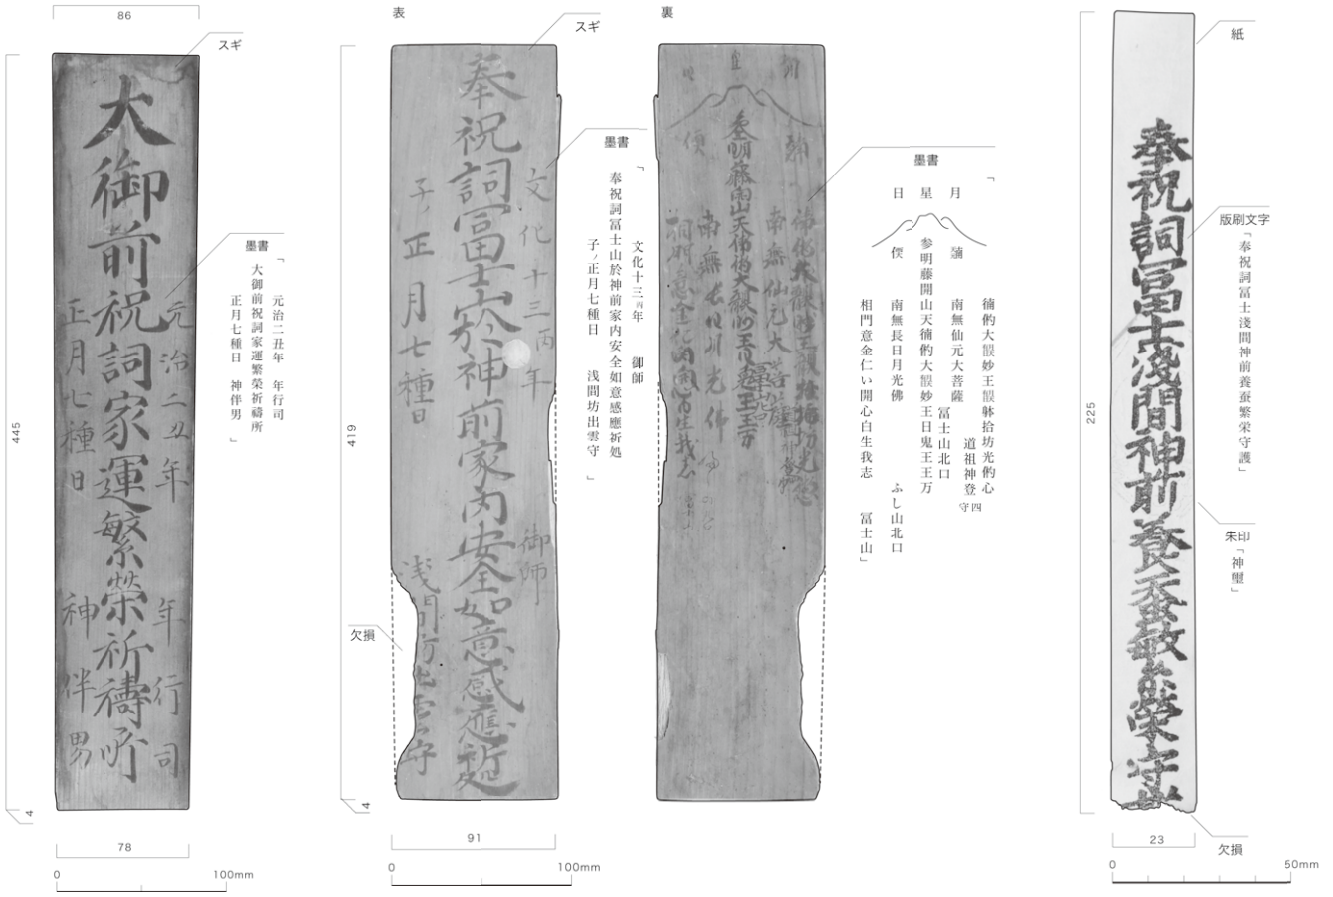 86
スギ
445
4
78
0 100mm
大御前祝詞家運繁榮祈禱所
元治二丑年 年行司
正月七種日 神伴男
墨書
「
元治二丑年 年行司
大御前祝詞家運繁榮祈禱所
正月七種日 神伴男
」
表
スギ
419
4
91
0 100mm
欠損
奉祝詞冨士山於神前家内安全如意感應祈処
文化十三丙年 御師
子ノ正月七種日 浅間坊出雲守
墨書
「
文化十三丙年 御師
奉祝詞冨士山於神前家内安全如意感應祈処
子ノ正月七種日 浅間坊出雲守
」
裏
墨書
「
月 星 日
参明藤開山天 大 妙王日鬼王王万
大 妙王 躰拾坊光 心
南無仙元大菩薩
冨士山北口
道祖神登
四
守
南無長日月光佛 ふし山北口
相門意金仁い開心白生我志 冨士山」
紙
225
23
0 50mm
奉祝詞冨士淺間神前養蚕繁榮守
版刷文字
「奉祝詞冨士淺間神前養蚕繁栄守護」
朱印
「神璽」
欠損